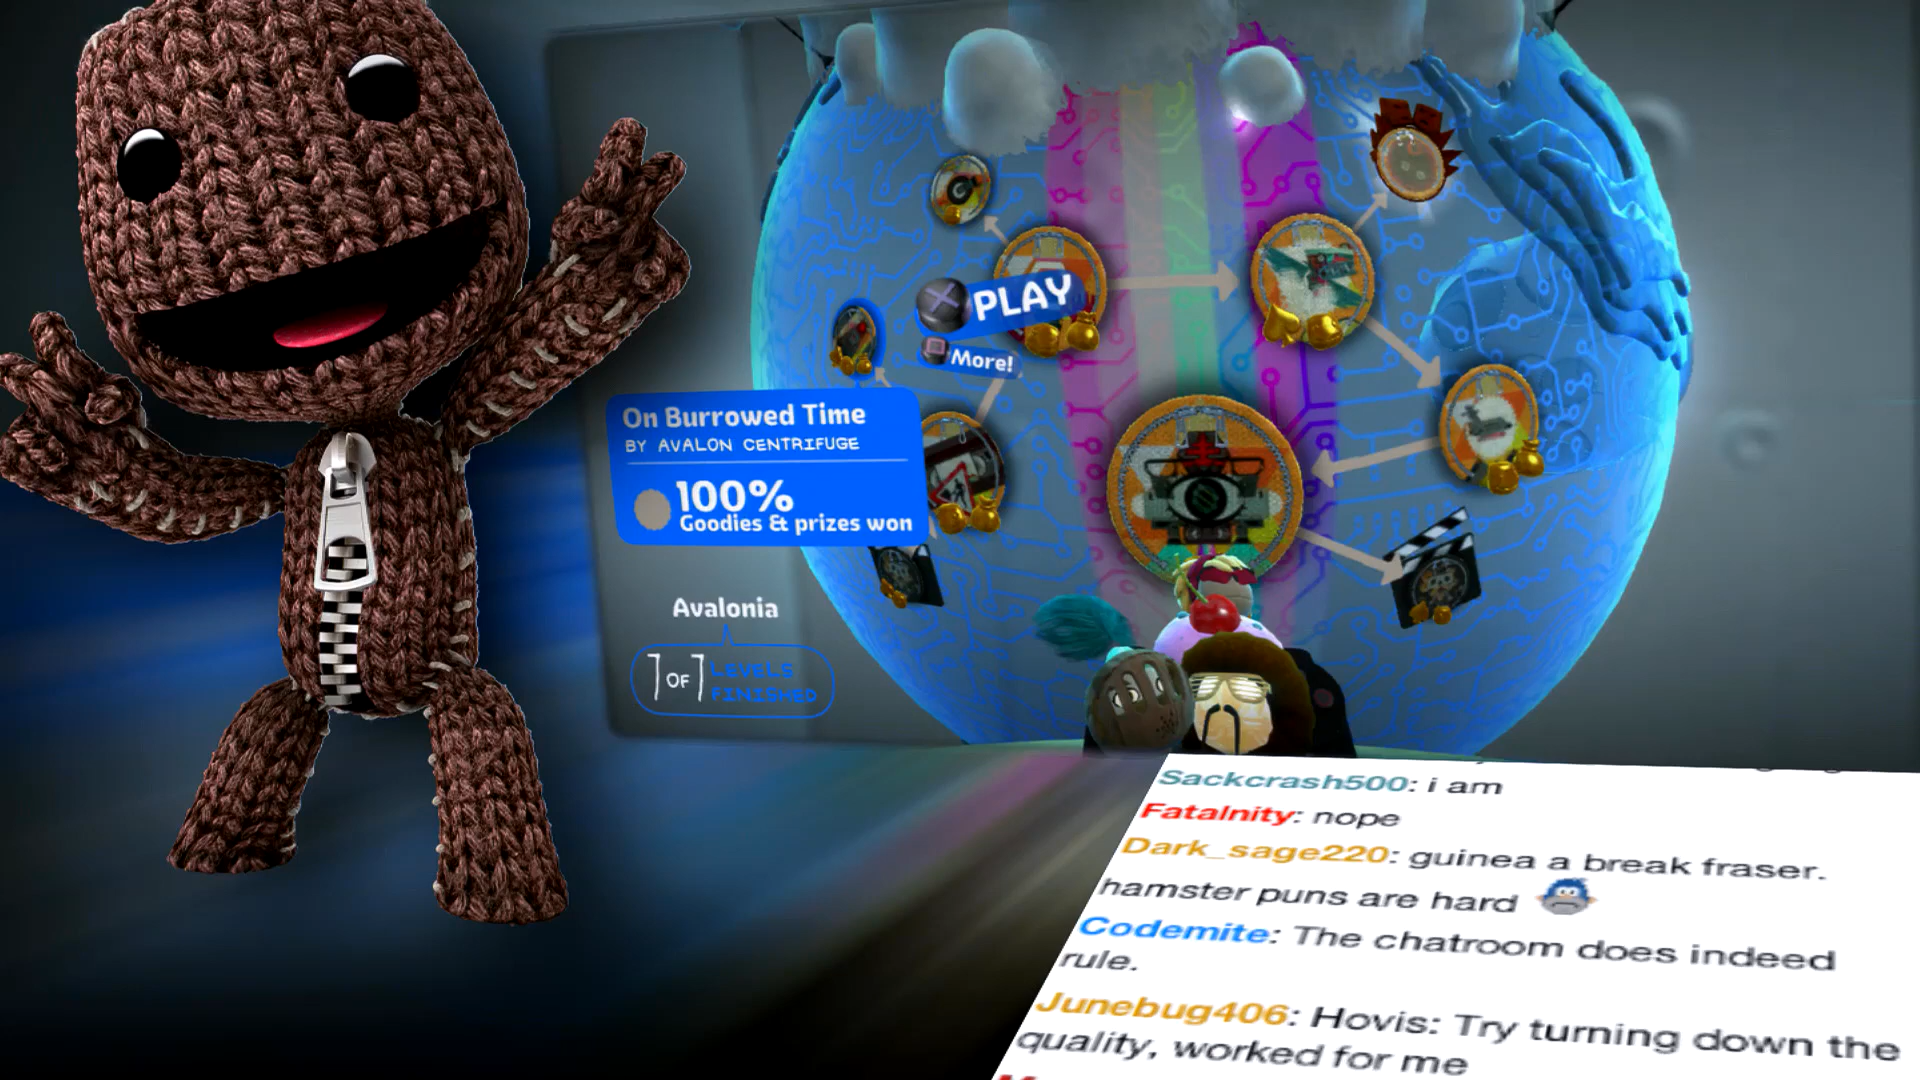 PLAY
More!
On Burrowed Time
BY AVALON CENTRIFUGE
100%
Goodies & prizes won
Avalonia
1 OF 7 LEVELS
FINISHED
Sackcrash500: i am
Fatalnity: nope
Dark_sage220: guinea a break fraser.
hamster puns are hard
Codemite: The chatroom does indeed
rule.
Junebug406: Hovis: Try turning down the
quality, worked for me